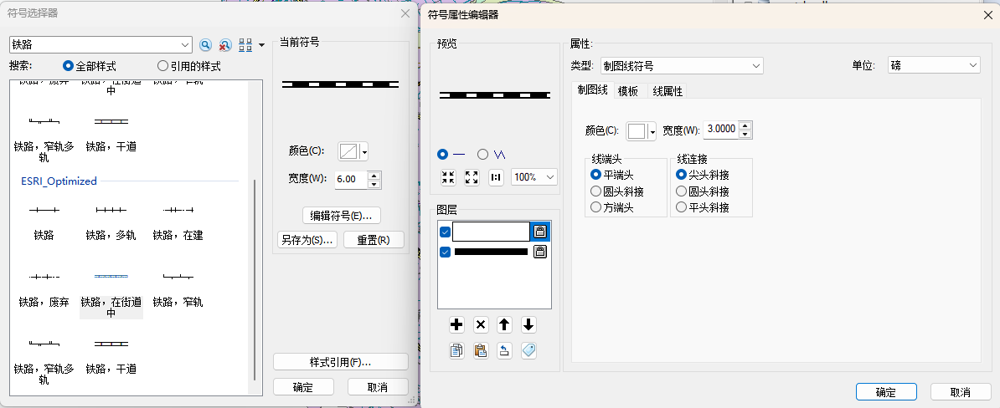 符号选择器
铁路
搜索:
全部样式
引用的样式
铁路，废弃
铁路，在街道中
铁路，窄轨
铁路，窄轨多轨
铁路，干道
ESRI_Optimized
铁路
铁路，多轨
铁路，在建
铁路，废弃
铁路，在街道中
铁路，窄轨
铁路，窄轨多轨
铁路，干道
当前符号
颜色(C):
宽度(W):
6.00
编辑符号(E)...
另存为(S)...
重置(R)
样式引用(F)...
确定
取消
符号属性编辑器
预览
100%
1:1
图层
属性:
类型:
制图线符号
单位:
磅
制图线
模板
线属性
颜色(C):
宽度(W):
3.0000
线端头
平端头
圆头斜接
方端头
线连接
尖头斜接
圆头斜接
平头斜接
确定
取消